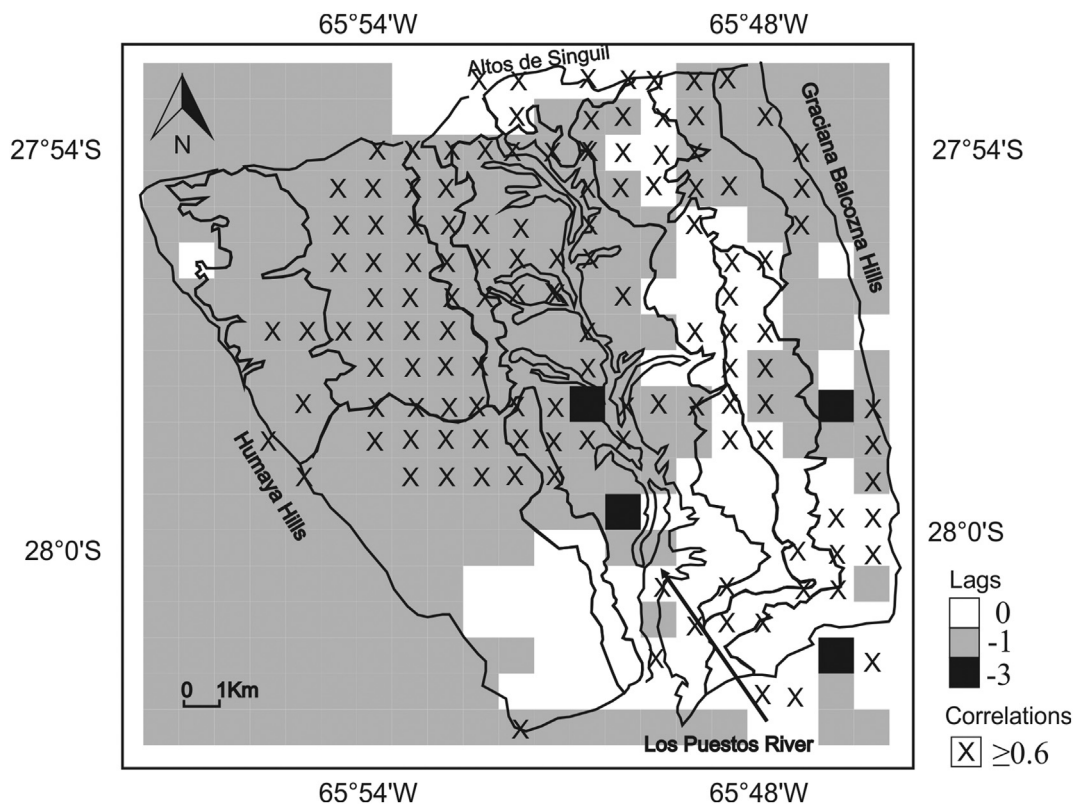 65°54'W 65°48'W
Altos de Singuil
Graciana Balcozna Hills
27°54'S 27°54'S
N
Humaya Hills
28°0'S 28°0'S
Lags
0
-1
-3
0 1Km
Correlations
X ≥0.6
Los Puestos River
65°54'W 65°48'W